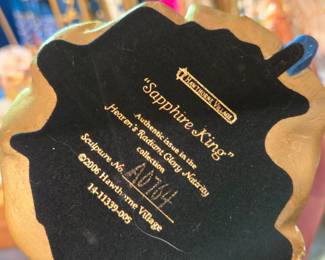 HAWTHORNE VILLAGE
"Sapphire King"
Authentic issue in the
Heaven's Radiant Glory Nativity
collection
Sculpture No. A0764
©2006 Hawthorne Village
14-11339-005